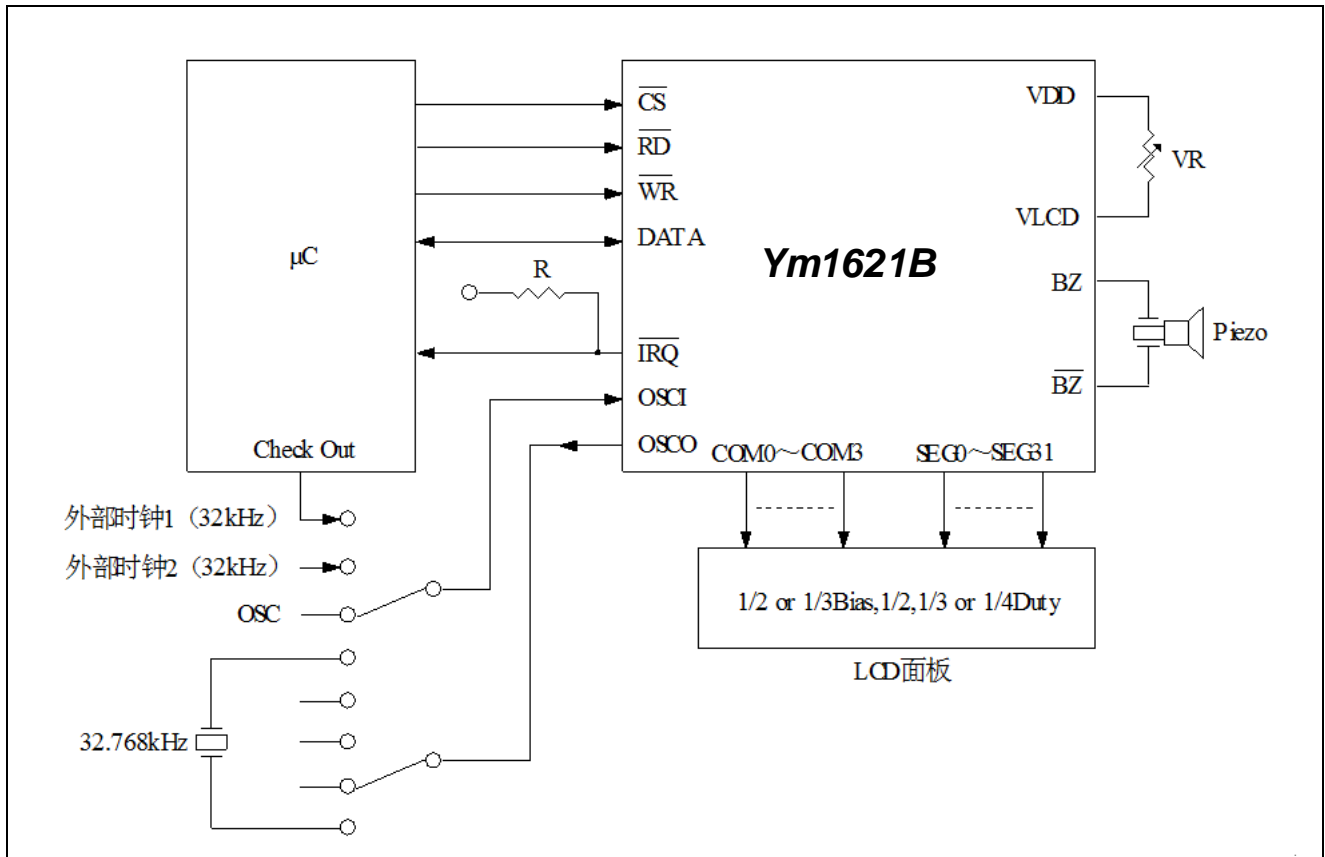 μC
Check Out
CS
RD
WR
DATA
IRQ
OSCI
OSCO
Ym1621B
VDD
VLCD
BZ
BZ
COM0～COM3
SEG0～SEG31
VR
Piezo
R
外部时钟1（32kHz）
外部时钟2（32kHz）
OSC
32.768kHz
1/2 or 1/3Bias,1/2,1/3 or 1/4Duty
LCD面板